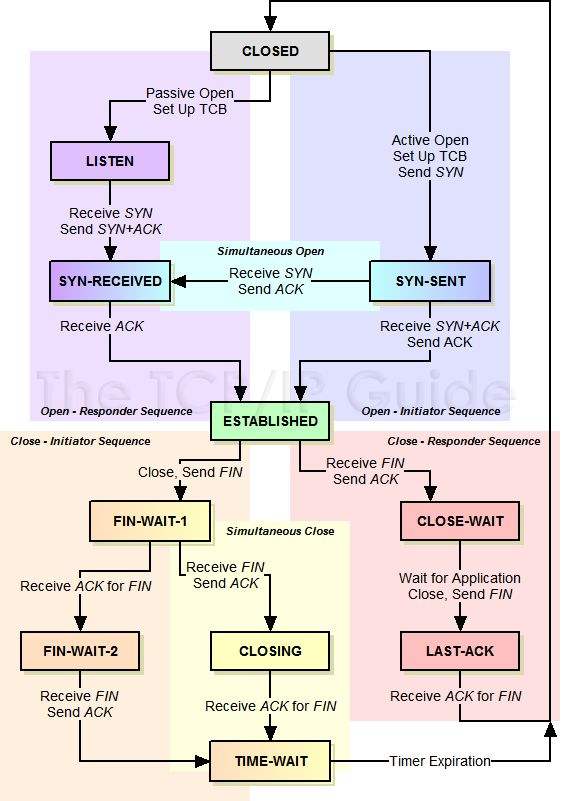 CLOSED
Passive Open
Set Up TCB
Active Open
Set Up TCB
Send SYN
LISTEN
Receive SYN
Send SYN+ACK
Simultaneous Open
SYN-RECEIVED
Receive SYN
Send ACK
SYN-SENT
Receive ACK
Receive SYN+ACK
Send ACK
The TCP/IP Guide
Open - Responder Sequence
Open - Initiator Sequence
ESTABLISHED
Close - Initiator Sequence
Close - Responder Sequence
Close, Send FIN
Receive FIN
Send ACK
FIN-WAIT-1
Simultaneous Close
CLOSE-WAIT
Receive ACK for FIN
Receive FIN
Send ACK
Wait for Application
Close, Send FIN
FIN-WAIT-2
CLOSING
LAST-ACK
Receive FIN
Send ACK
Receive ACK for FIN
Receive ACK for FIN
TIME-WAIT
Timer Expiration